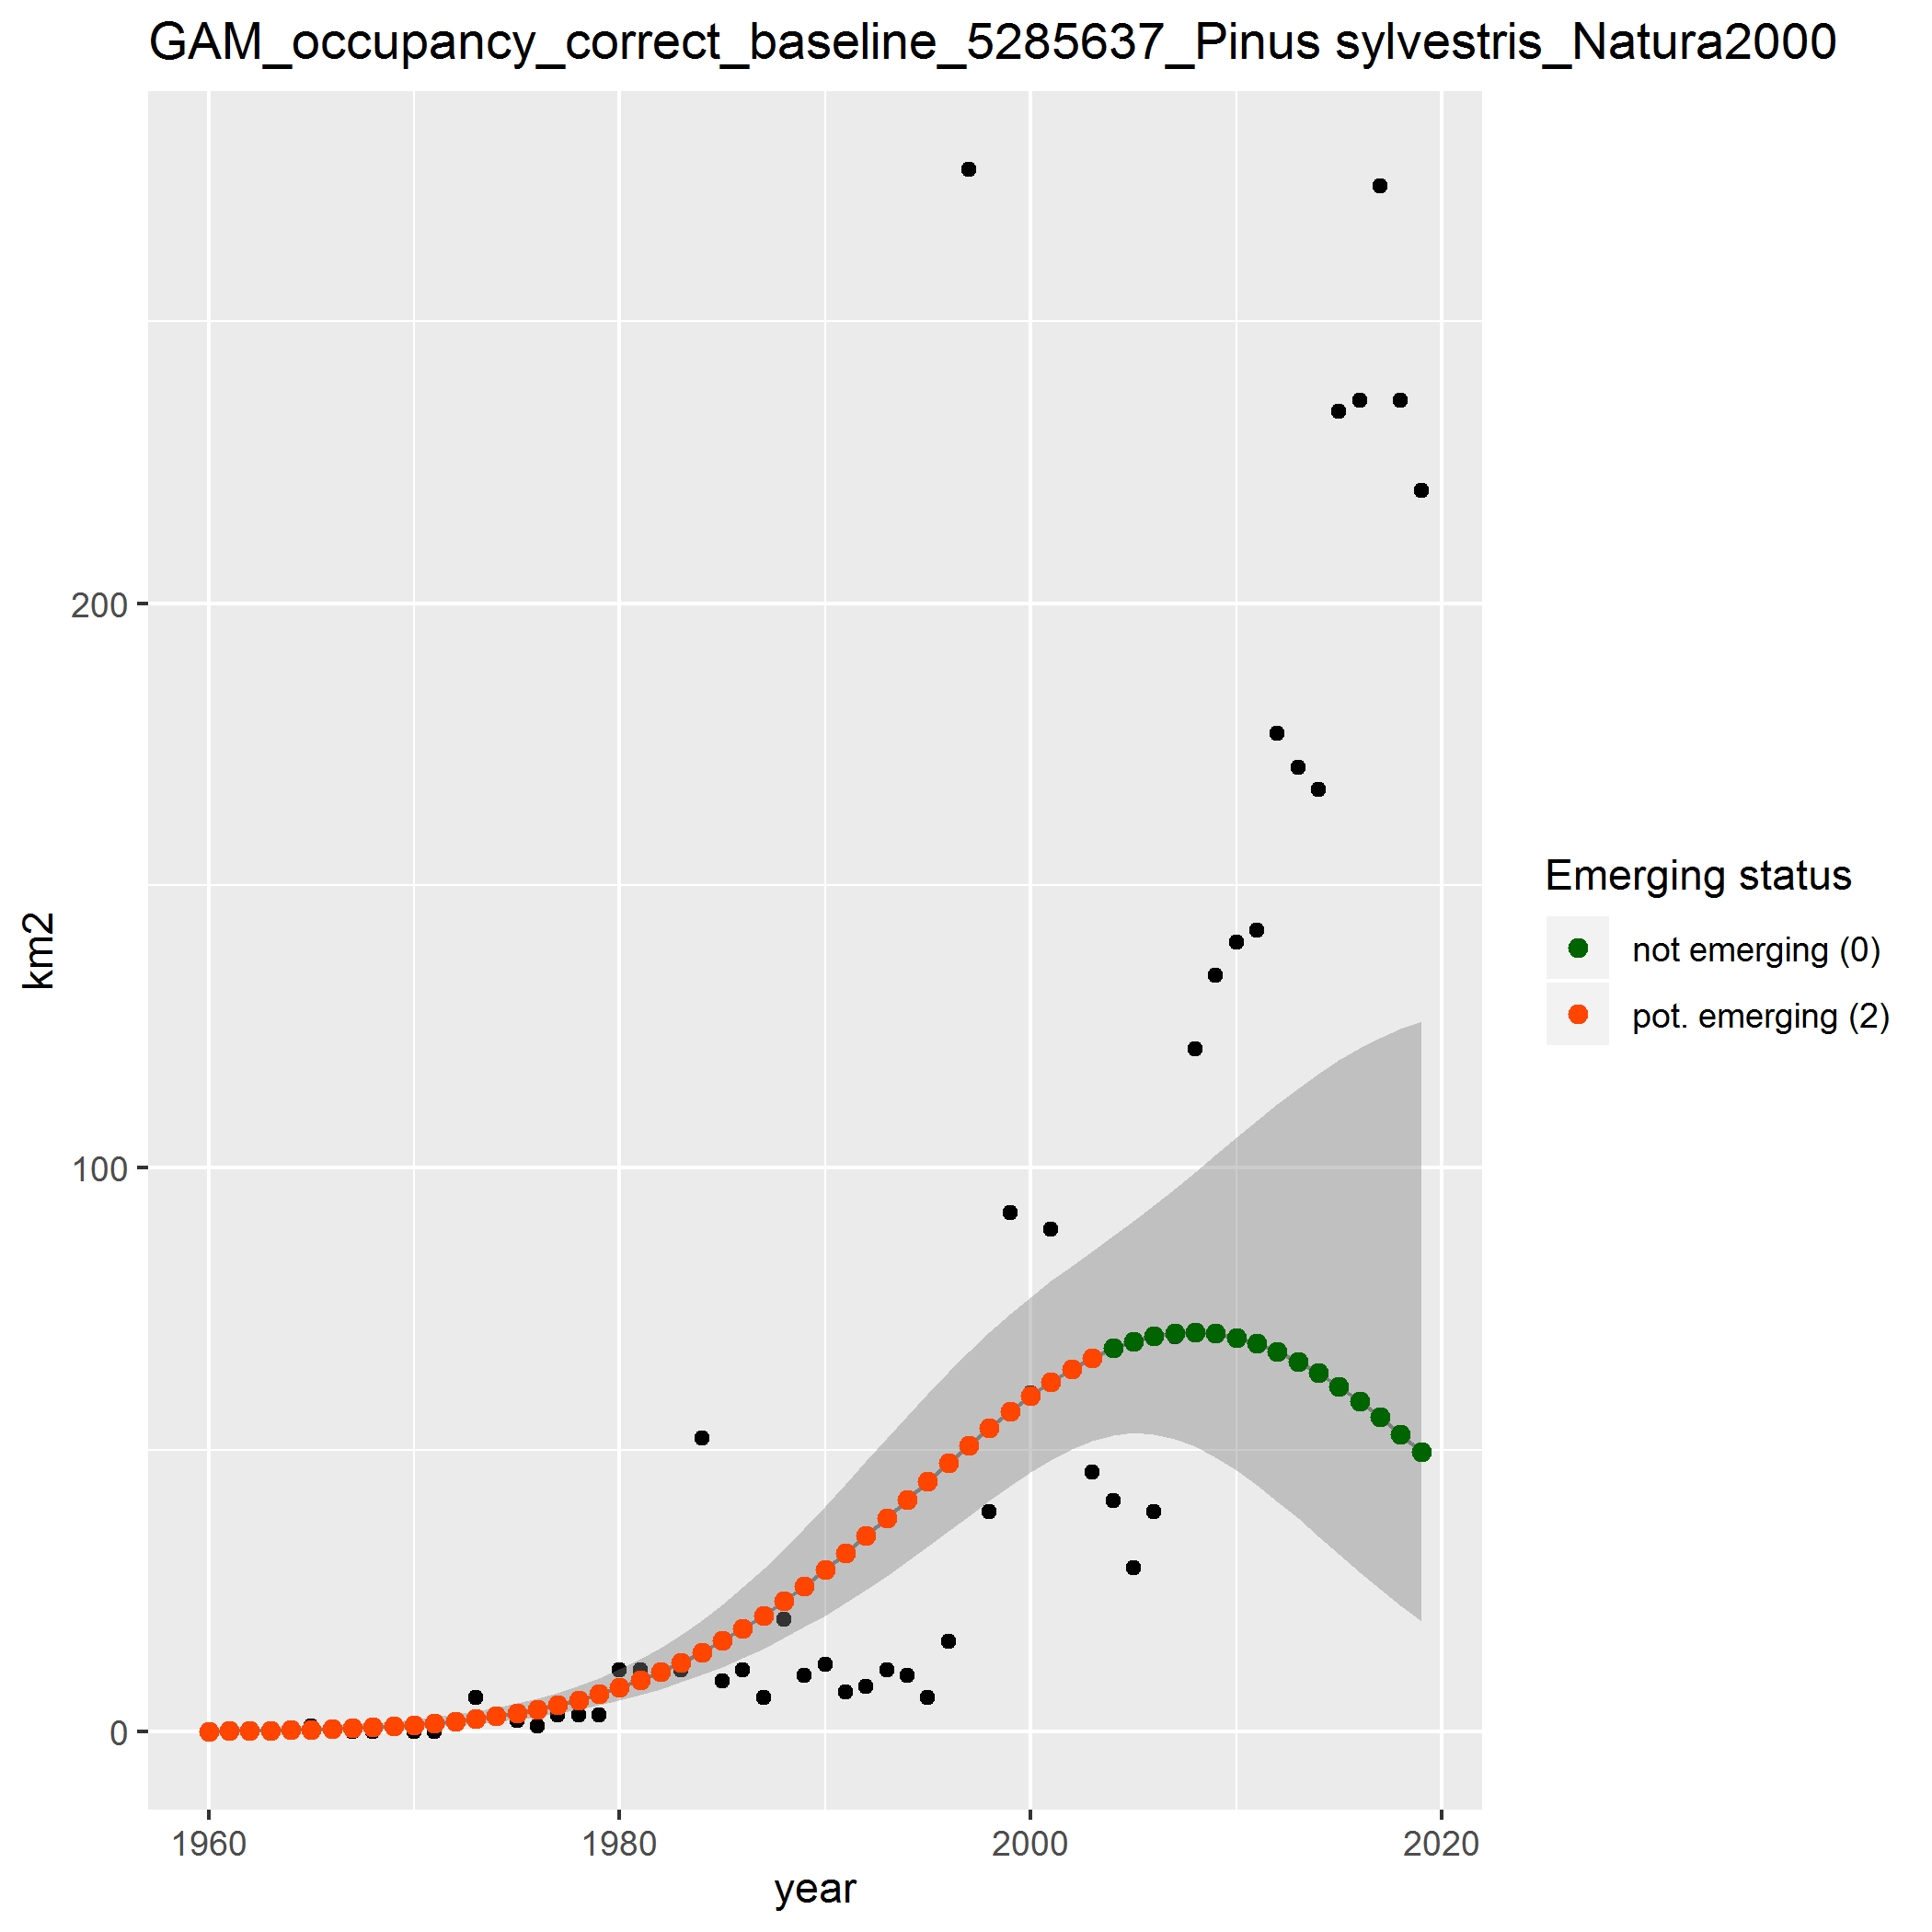 GAM_occupancy_correct_baseline_5285637_Pinus sylvestris_Natura2000
km2
200
100
0
1960
1980
2000
2020
year
Emerging status
not emerging (0)
pot. emerging (2)